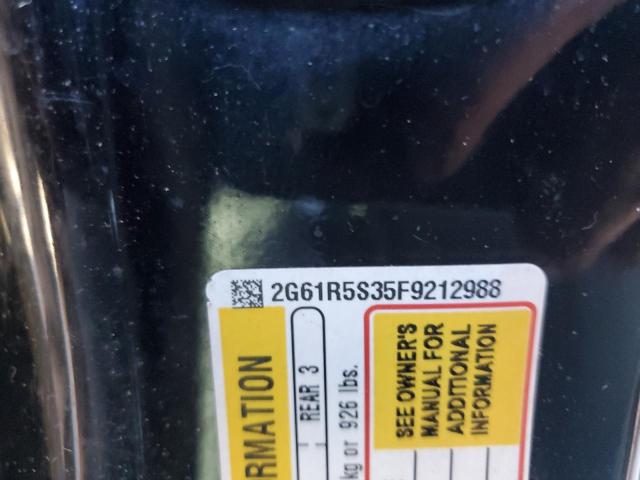 2G61R5S35F9212988
RMATION
REAR 3
kg or 926 lbs.
SEE OWNER'S
MANUAL FOR
ADDITIONAL
INFORMATION